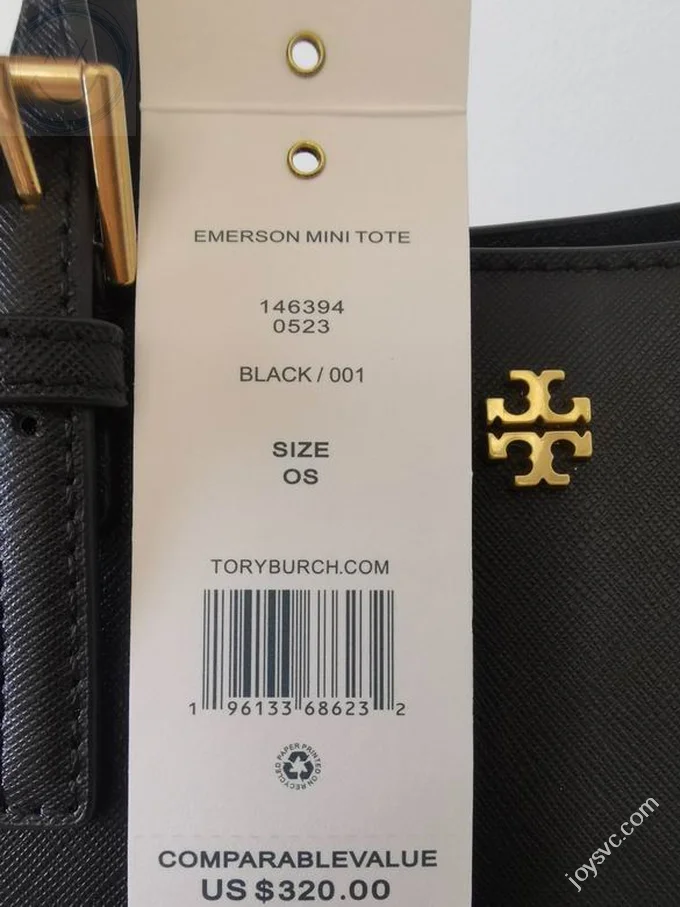 EMERSON MINI TOTE
146394
0523
BLACK / 001
SIZE
OS
TORYBURCH.COM
1 96133 68623 2
PAPER PRINTED ON RECYCLED
COMPARABLEVALUE
US $320.00
joysvc.com